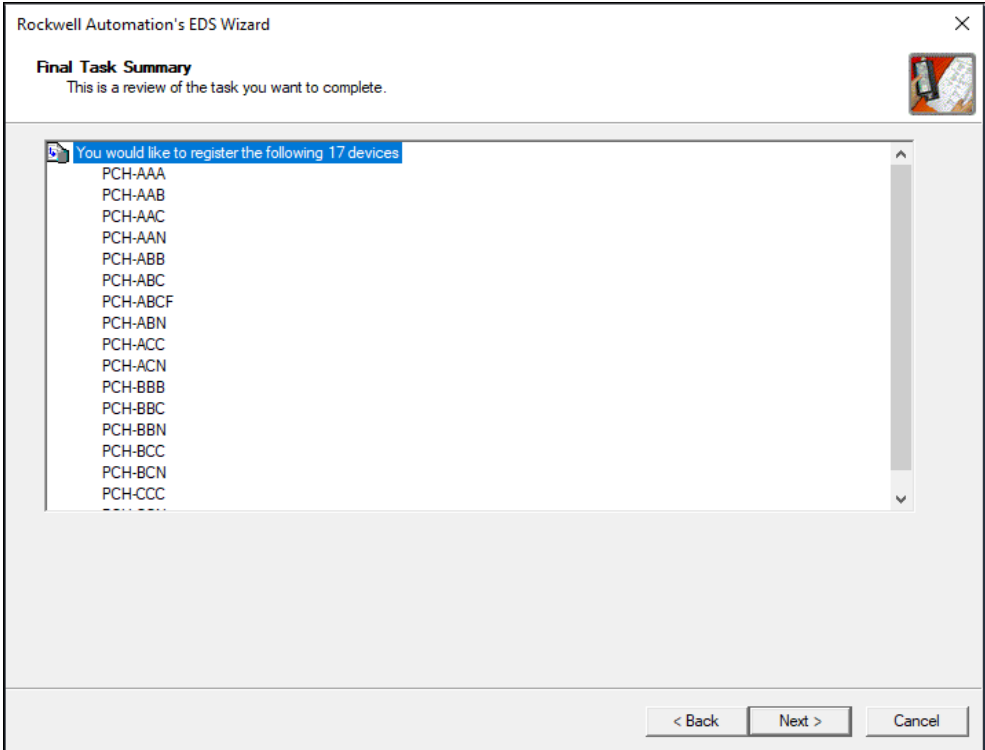 Rockwell Automation's EDS Wizard
Final Task Summary
This is a review of the task you want to complete.
You would like to register the following 17 devices
PCH-AAA
PCH-AAB
PCH-AAC
PCH-AAN
PCH-ABB
PCH-ABC
PCH-ABCF
PCH-ABN
PCH-ACC
PCH-ACN
PCH-BBB
PCH-BBC
PCH-BBN
PCH-BCC
PCH-BCN
PCH-CCC
< Back
Next >
Cancel